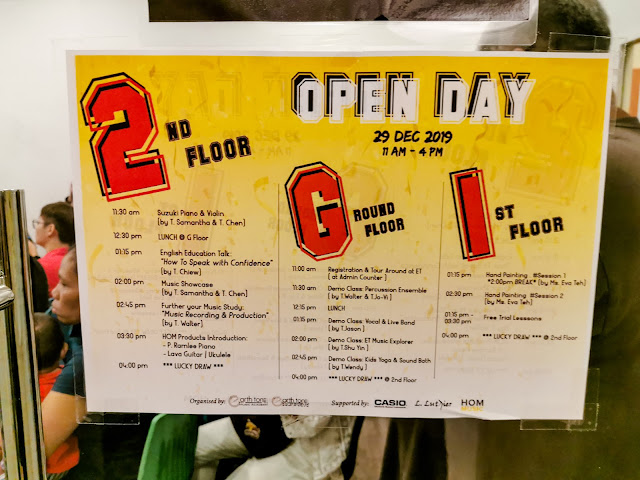 OPEN DAY
29 DEC 2019
11 AM - 4 PM
2ND FLOOR
11:30 am Suzuki Piano & Violin
(by T. Samantha & T. Chen)
12:30 pm LUNCH @ G Floor
01:15 pm English Education Talk:
"How To Speak with Confidence"
(by T. Chiew)
02:00 pm Music Showcase
(by T. Samantha & T. Chen)
02:45 pm Further your Music Study:
"Music Recording & Production"
(by T. Walter)
03:30 pm HOM Products Introduction:
- P. Ramlee Piano
- Lava Guitar | Ukulele
04:00 pm *** LUCKY DRAW ***
GROUND FLOOR
11:00 am Registration & Tour Around at ET
( at Admin Counter )
11:30 am Demo Class: Percussion Ensemble
( by T.Walter & T.Jo-Vi )
12:15 pm LUNCH
01:15 pm Demo Class: Vocal & Live Band
( by T.Jason )
02:00 pm Demo Class: ET Music Explorer
( by T.Shu Yin )
02:45 pm Demo Class: Kids Yoga & Sound Bath
( by T.Wendy )
04:00 pm *** LUCKY DRAW *** @ 2nd Floor
1ST FLOOR
01:15 pm Hand Painting #Session 1
*2:00pm BREAK* ( by Ms. Eva Teh)
02:30 pm Hand Painting #Session 2
( by Ms. Eva Teh)
01:15 pm - 03:30 pm Free Trial Lessons
04:00 pm *** LUCKY DRAW *** @ 2nd Floor
Organised by: earth tone earth tone
Supported by: CASIO L. Luthier HOM